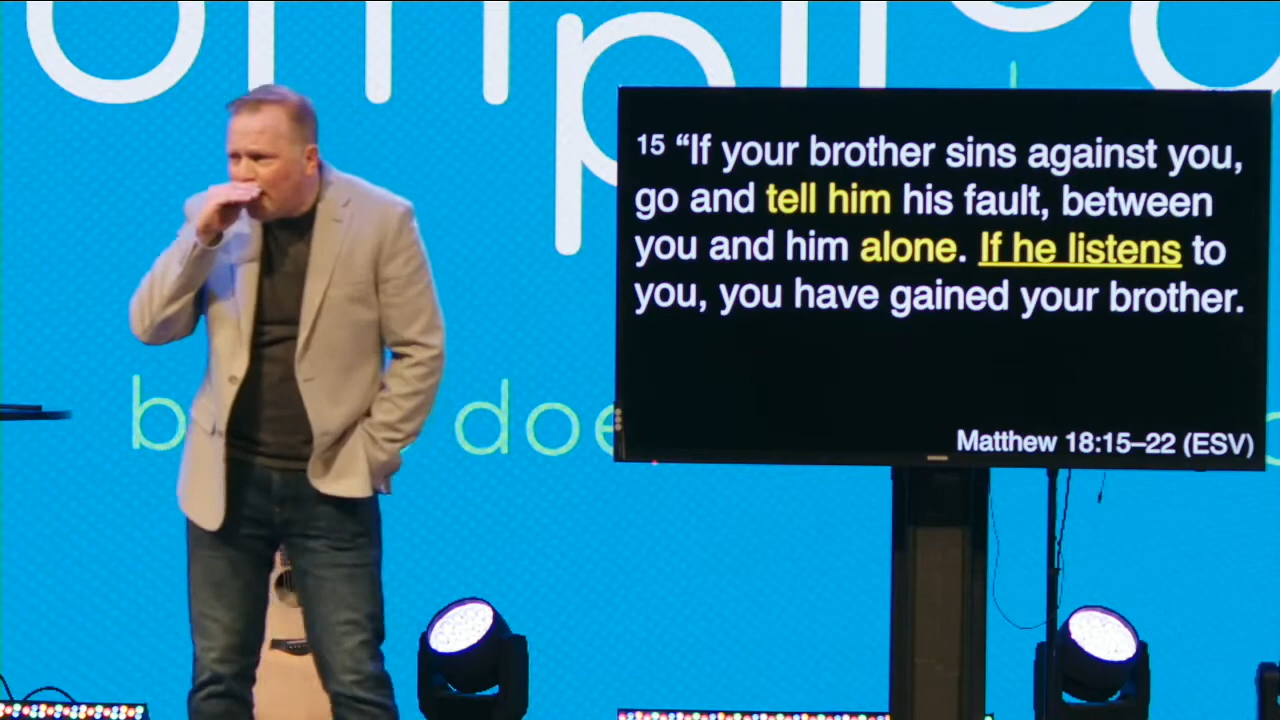 15 “If your brother sins against you,
go and tell him his fault, between
you and him alone. If he listens to
you, you have gained your brother.
Matthew 18:15–22 (ESV)